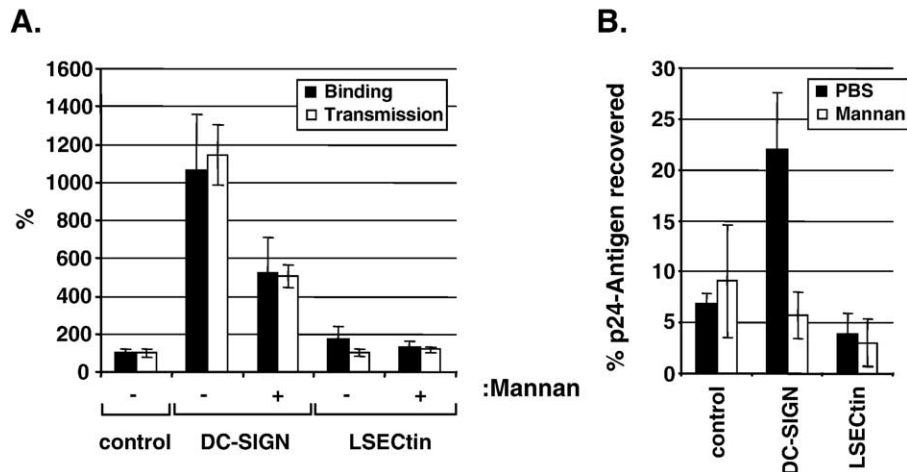 A.
1600
1400
1200
1000
800
600
400
200
0
%
Binding
Transmission
- - + - + :Mannan
control DC-SIGN LSECtin
B.
30
25
20
15
10
5
0
% p24-Antigen recovered
PBS
Mannan
control
DC-SIGN
LSECtin